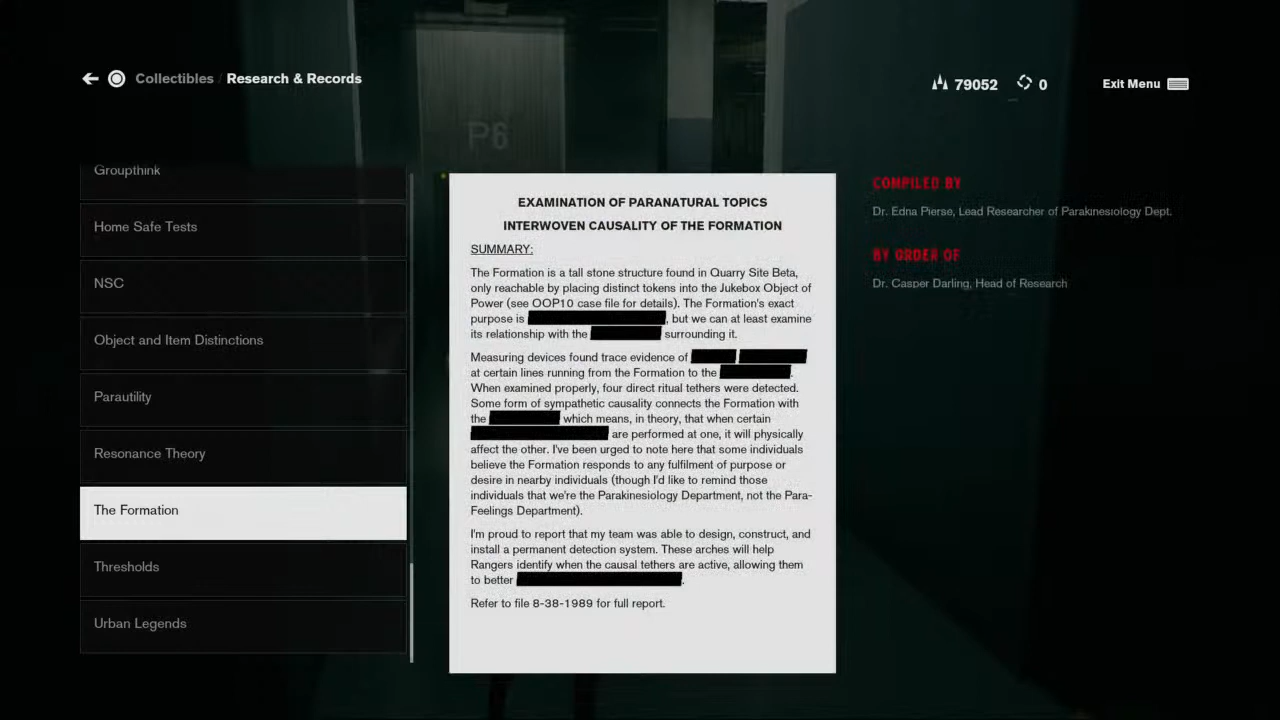 Collectibles / Research & Records
79052
0
Exit Menu
P6
Groupthink
Home Safe Tests
NSC
Object and Item Distinctions
Parautility
Resonance Theory
The Formation
Thresholds
Urban Legends
EXAMINATION OF PARANATURAL TOPICS
INTERWOVEN CAUSALITY OF THE FORMATION
SUMMARY:
The Formation is a tall stone structure found in Quarry Site Beta,
only reachable by placing distinct tokens into the Jukebox Object of
Power (see OOP10 case file for details). The Formation's exact
purpose is , but we can at least examine
its relationship with the surrounding it.
Measuring devices found trace evidence of
at certain lines running from the Formation to the .
When examined properly, four direct ritual tethers were detected.
Some form of sympathetic causality connects the Formation with
the which means, in theory, that when certain
are performed at one, it will physically
affect the other. I've been urged to note here that some individuals
believe the Formation responds to any fulfilment of purpose or
desire in nearby individuals (though I'd like to remind those
individuals that we're the Parakinesiology Department, not the Para-
Feelings Department).
I'm proud to report that my team was able to design, construct, and
install a permanent detection system. These arches will help
Rangers identify when the causal tethers are active, allowing them
to better .
Refer to file 8-38-1989 for full report.
COMPILED BY
Dr. Edna Pierse, Lead Researcher of Parakinesiology Dept.
BY ORDER OF
Dr. Casper Darling, Head of Research